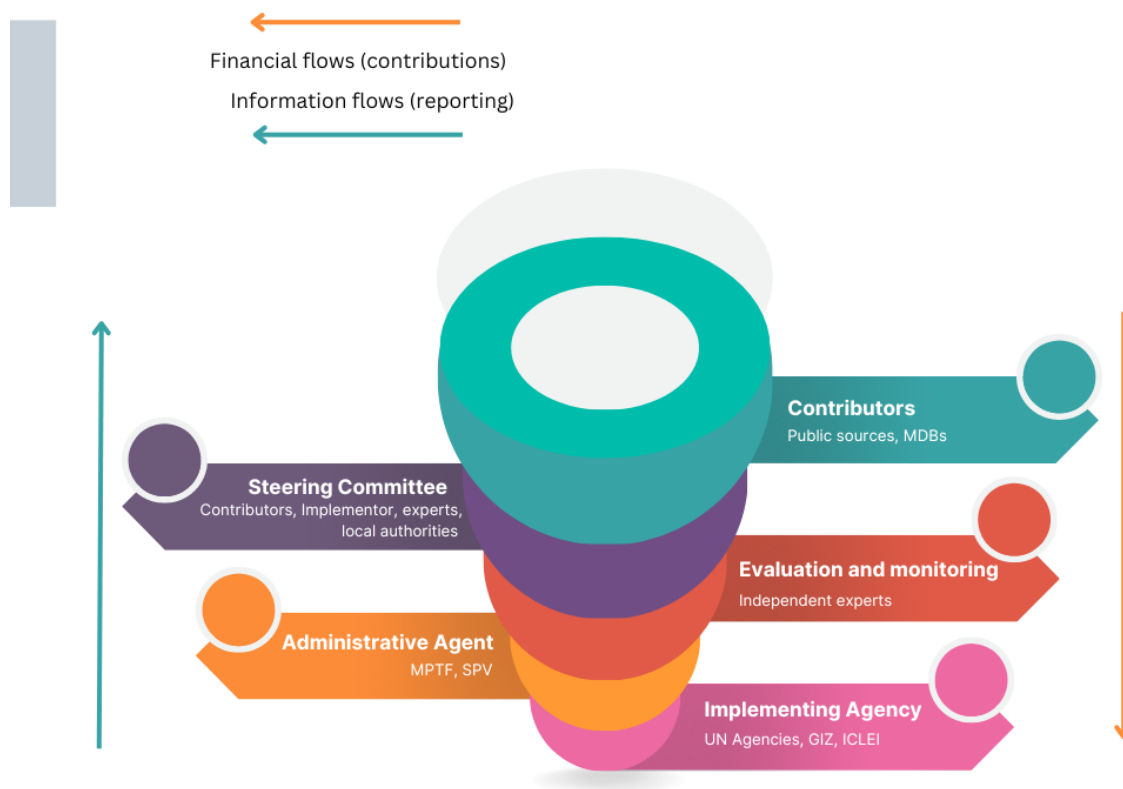 Financial flows (contributions)
Information flows (reporting)
Contributors
Public sources, MDBs
Steering Committee
Contributors, Implementor, experts,
local authorities
Evaluation and monitoring
Independent experts
Administrative Agent
MPTF, SPV
Implementing Agency
UN Agencies, GIZ, ICLEI